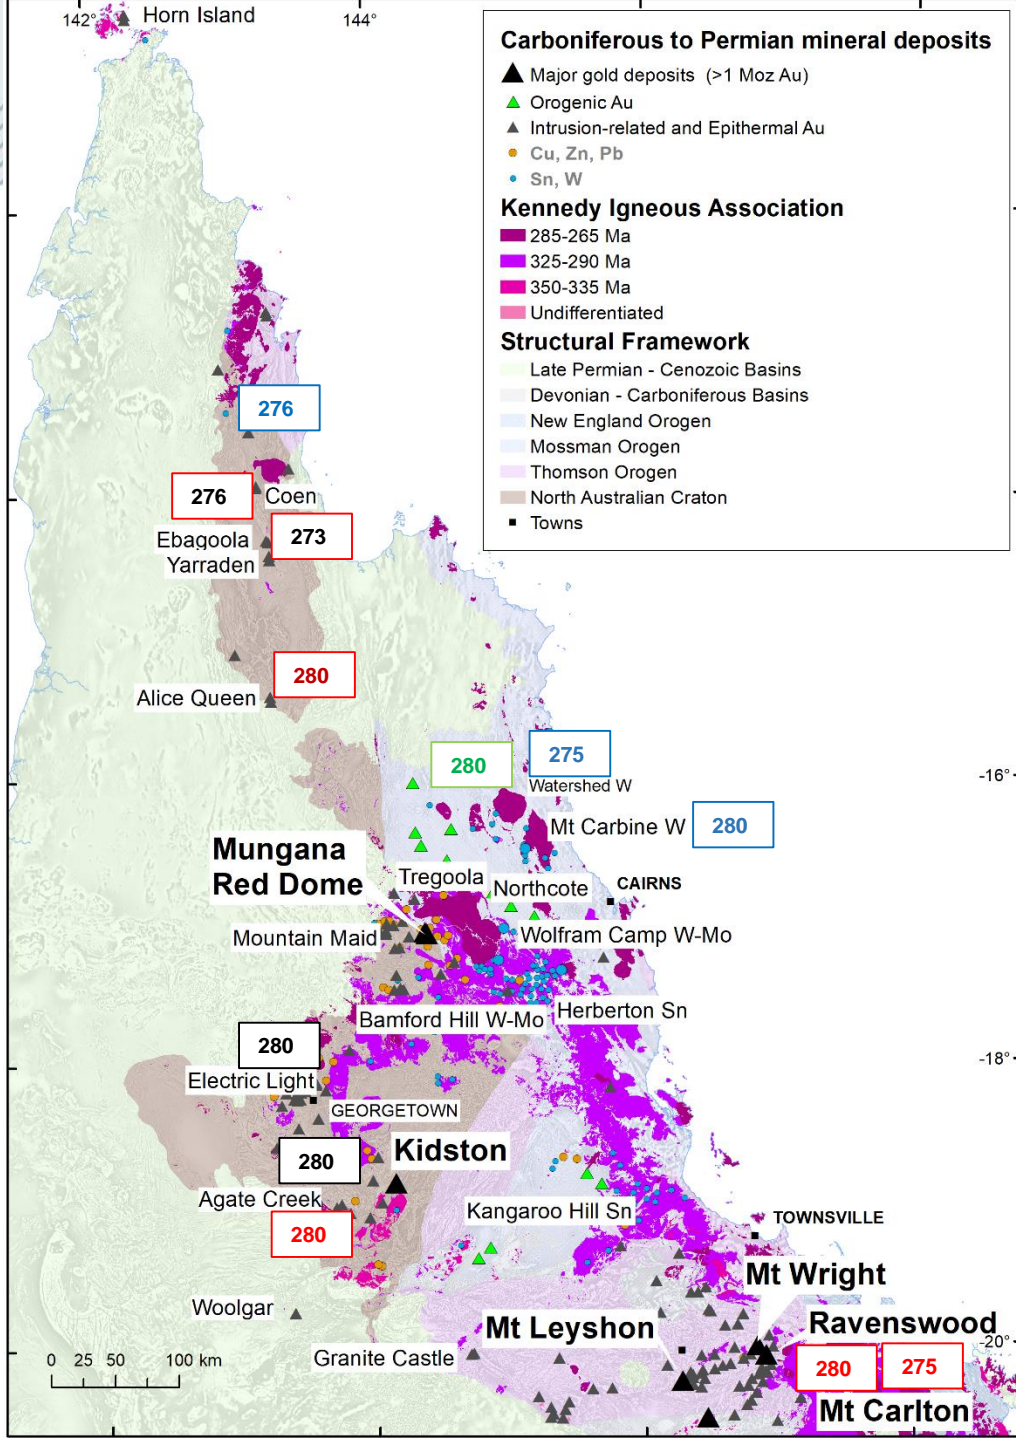 142°
144°
Horn Island
Carboniferous to Permian mineral deposits
Major gold deposits (>1 Moz Au)
Orogenic Au
Intrusion-related and Epithermal Au
Cu, Zn, Pb
Sn, W
Kennedy Igneous Association
285-265 Ma
325-290 Ma
350-335 Ma
Undifferentiated
Structural Framework
Late Permian - Cenozoic Basins
Devonian - Carboniferous Basins
New England Orogen
Mossman Orogen
Thomson Orogen
North Australian Craton
Towns
276
276
Coen
Ebagoola
273
Yarraden
280
Alice Queen
280
275
-16°
Watershed W
Mt Carbine W
280
Mungana
Red Dome
Tregoola
Northcote
CAIRNS
Mountain Maid
Wolfram Camp W-Mo
Bamford Hill W-Mo
Herberton Sn
280
-18°
Electric Light
GEORGETOWN
280
Kidston
Agate Creek
Kangaroo Hill Sn
280
TOWNSVILLE
Mt Wright
Woolgar
Mt Leyshon
Ravenswood
-20°
0 25 50 100 km
Granite Castle
280
275
Mt Carlton